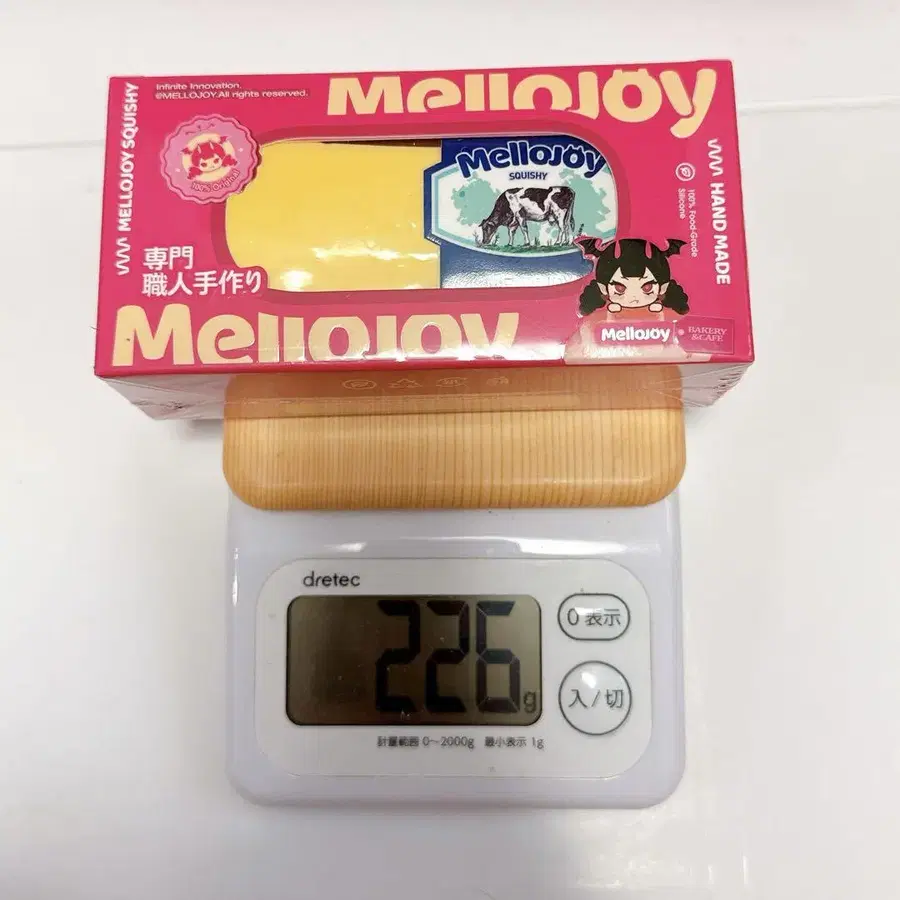 Infinite Innovation.
@MELLOJOY.All rights reserved.
MelloJoy
MELLOJOY SQUISHY
100% Original
MelloJoy
SQUISHY
HAND MADE
100% Food-Grade
Silicone
専門
職人手作り
MelloJoy
MelloJoy
BAKERY
&CAFE
dretec
226g
0表示
入/切
計量範囲 0〜2000g 最小表示 1g